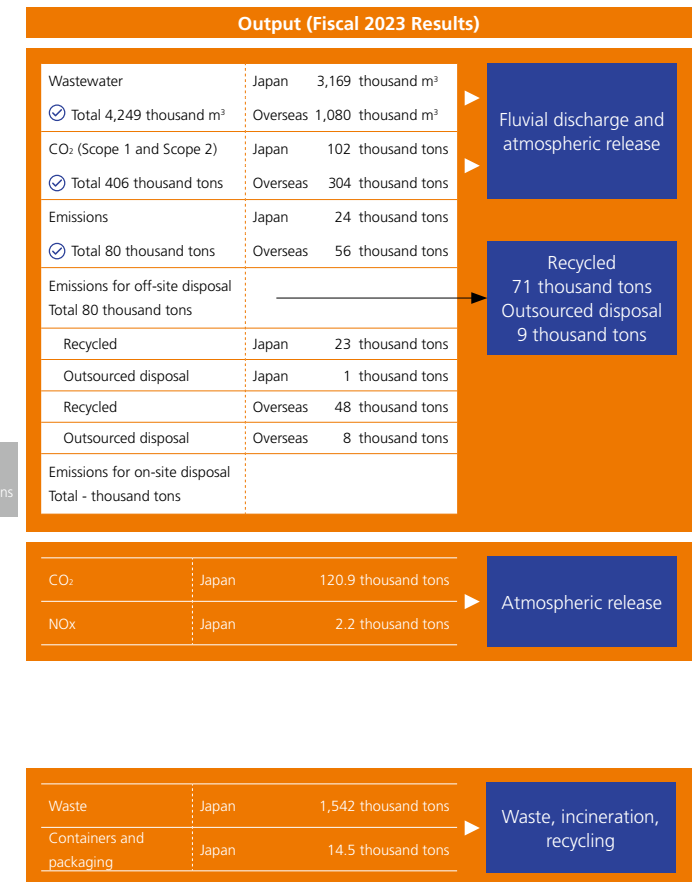 Output (Fiscal 2023 Results)
Wastewater Japan 3,169 thousand m³
Total 4,249 thousand m³ Overseas 1,080 thousand m³
CO₂ (Scope 1 and Scope 2) Japan 102 thousand tons
Total 406 thousand tons Overseas 304 thousand tons
Emissions Japan 24 thousand tons
Total 80 thousand tons Overseas 56 thousand tons
Emissions for off-site disposal
Total 80 thousand tons
Recycled Japan 23 thousand tons
Outsourced disposal Japan 1 thousand tons
Recycled Overseas 48 thousand tons
Outsourced disposal Overseas 8 thousand tons
Emissions for on-site disposal
Total - thousand tons
Fluvial discharge and
atmospheric release
Recycled
71 thousand tons
Outsourced disposal
9 thousand tons
ns
CO₂ Japan 120.9 thousand tons
NOx Japan 2.2 thousand tons
Atmospheric release
Waste Japan 1,542 thousand tons
Containers and
packaging Japan 14.5 thousand tons
Waste, incineration,
recycling